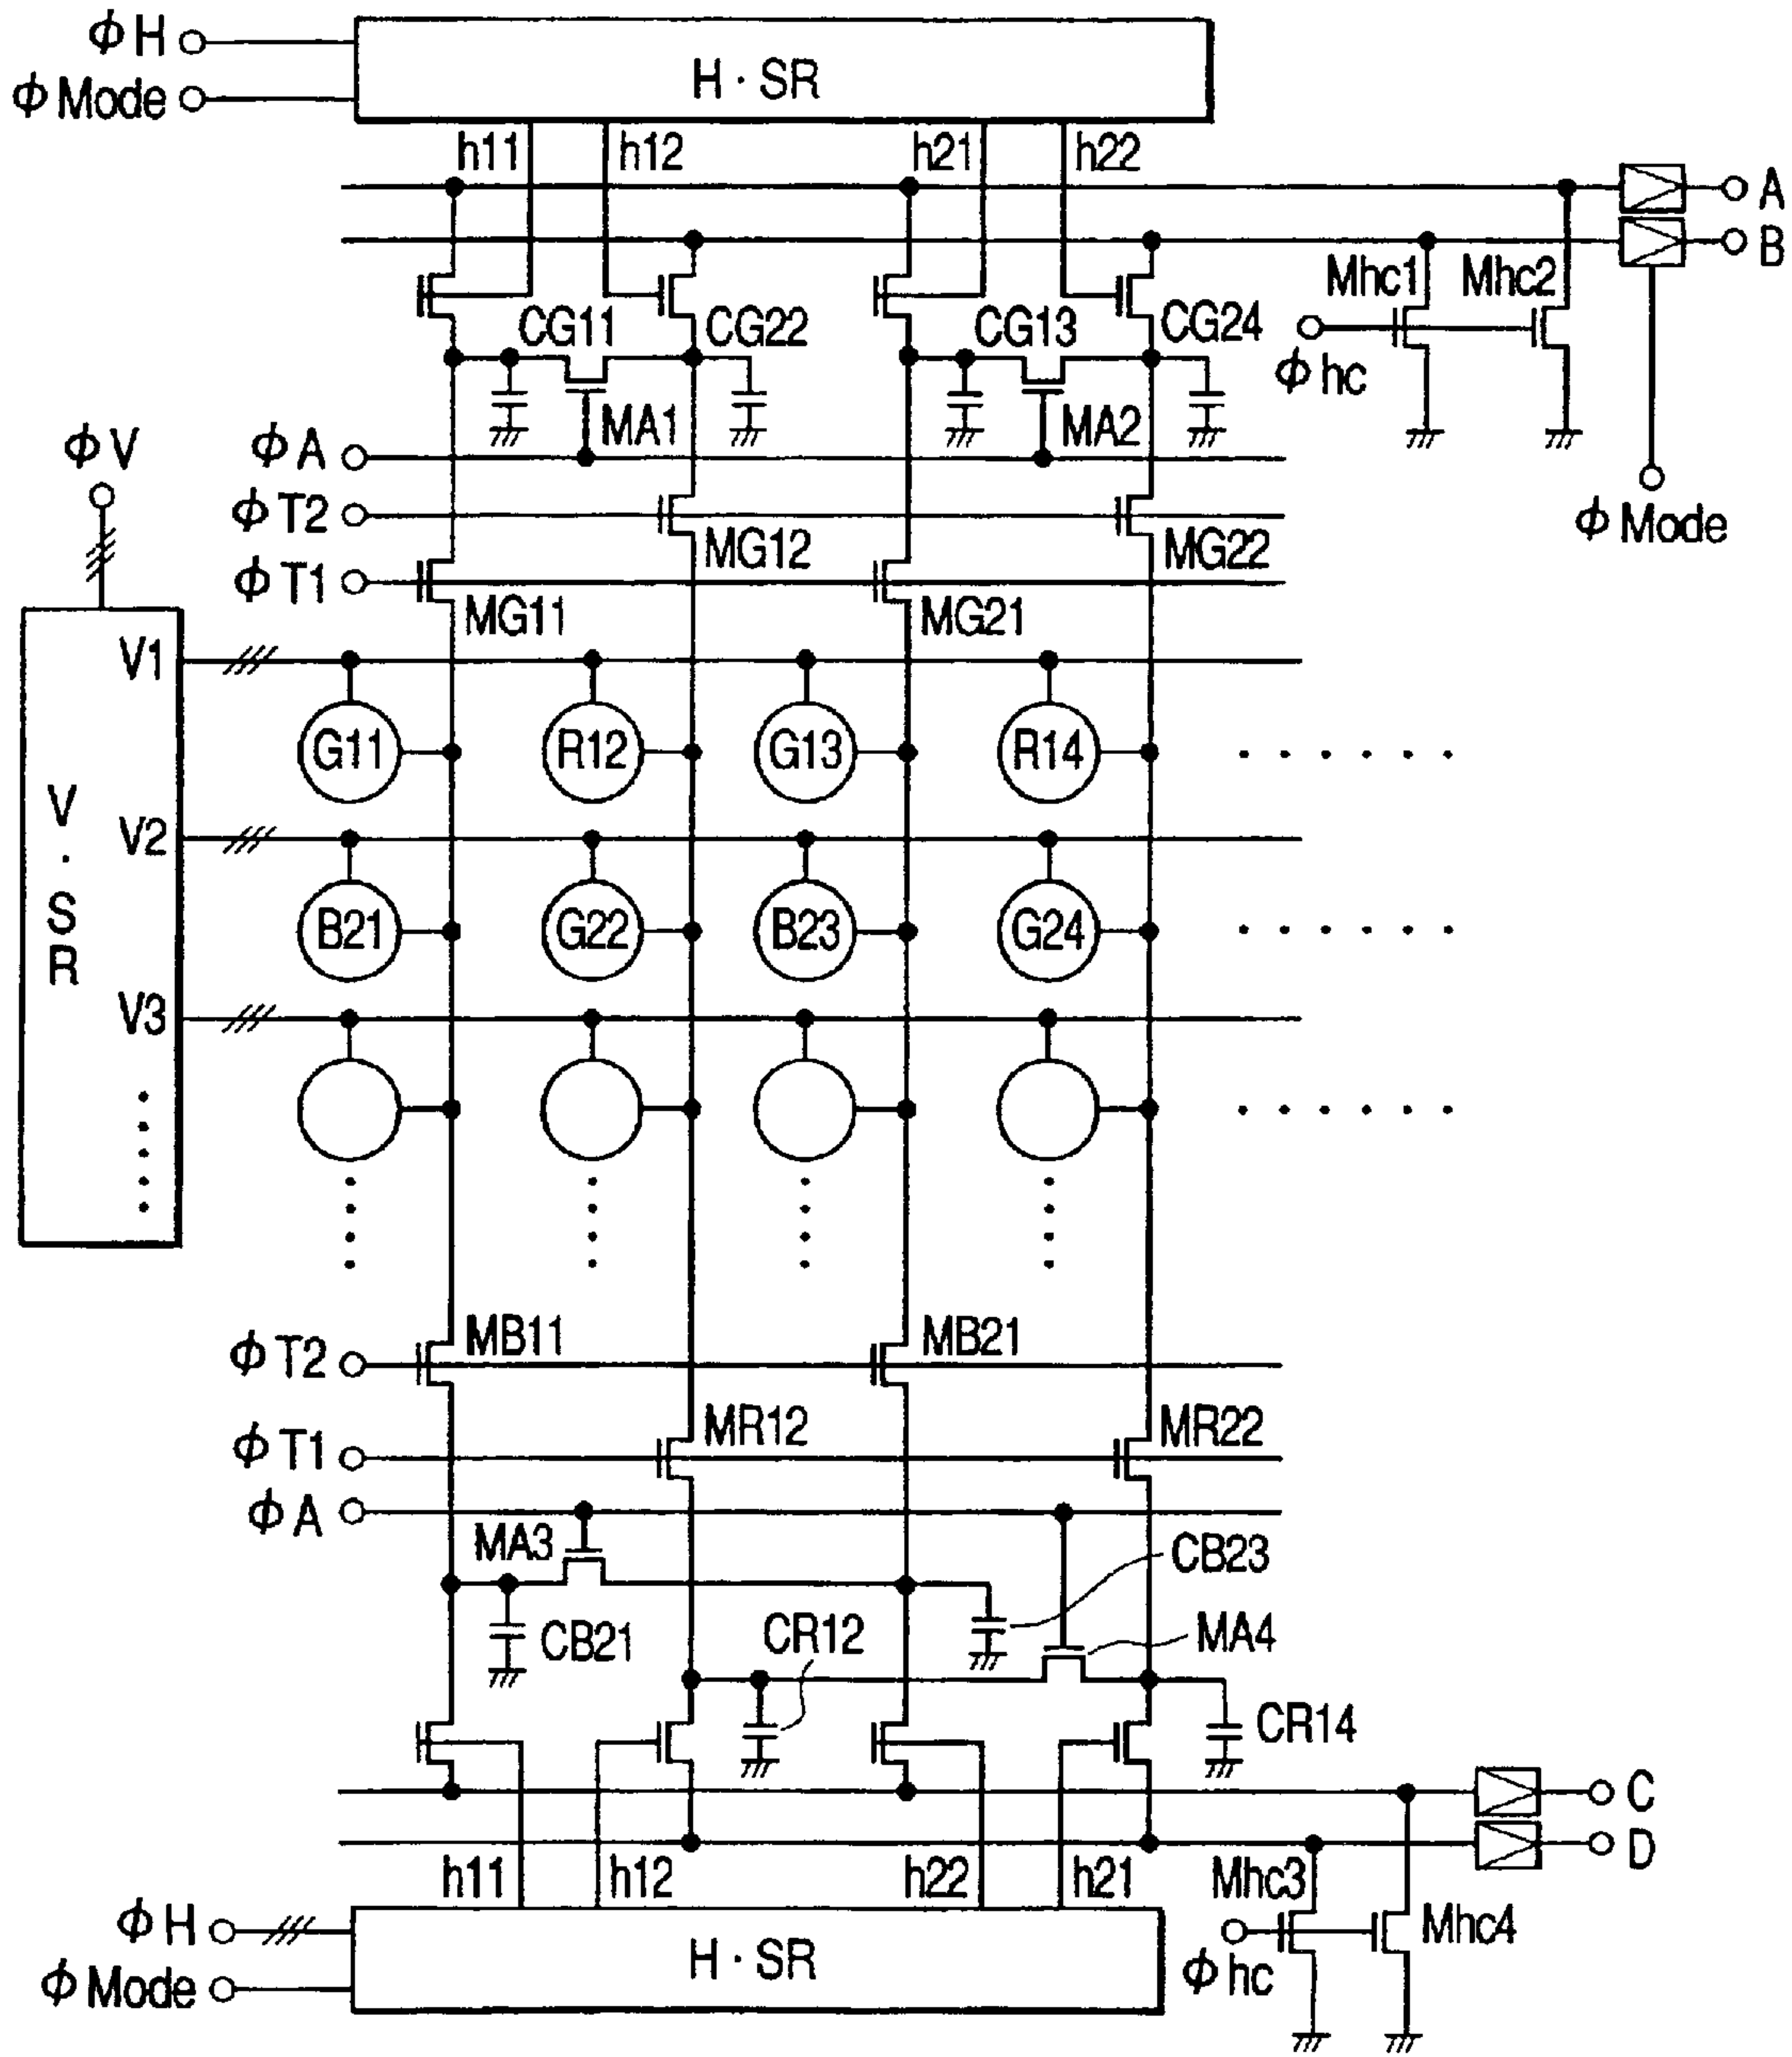 ϕH
H · SR
ϕMode
h11
h12
h21
h22
A
B
Mhc1
Mhc2
CG11
CG22
CG13
CG24
ϕhc
MA1
MA2
ϕV
ϕA
ϕT2
ϕMode
MG12
MG22
ϕT1
MG11
MG21
V1
G11
R12
G13
R14
V · SR
V2
B21
G22
B23
G24
V3
MB11
MB21
ϕT2
MR12
MR22
ϕT1
ϕA
MA3
CB23
CB21
CR12
MA4
CR14
C
D
h11
h12
h22
h21
Mhc3
ϕH
Mhc4
H · SR
ϕhc
ϕMode